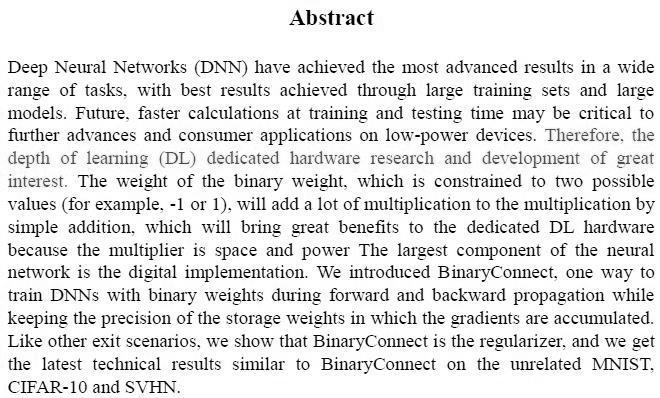 Abstract
Deep Neural Networks (DNN) have achieved the most advanced results in a wide
range of tasks, with best results achieved through large training sets and large
models. Future, faster calculations at training and testing time may be critical to
further advances and consumer applications on low-power devices. Therefore, the
depth of learning (DL) dedicated hardware research and development of great
interest. The weight of the binary weight, which is constrained to two possible
values (for example, -1 or 1), will add a lot of multiplication to the multiplication by
simple addition, which will bring great benefits to the dedicated DL hardware
because the multiplier is space and power The largest component of the neural
network is the digital implementation. We introduced BinaryConnect, one way to
train DNNs with binary weights during forward and backward propagation while
keeping the precision of the storage weights in which the gradients are accumulated.
Like other exit scenarios, we show that BinaryConnect is the regularizer, and we get
the latest technical results similar to BinaryConnect on the unrelated MNIST,
CIFAR-10 and SVHN.